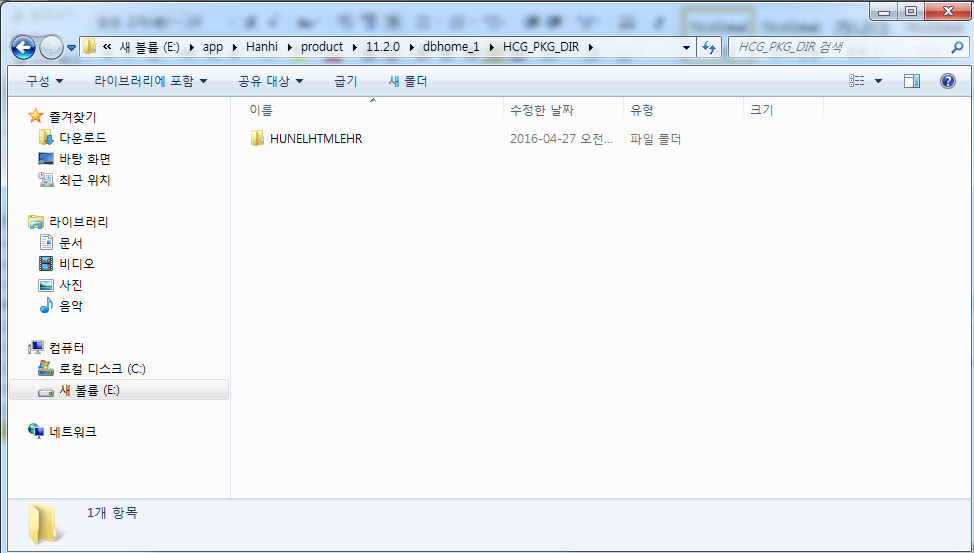 « 새 볼륨 (E:) ▸ app ▸ Hanhi ▸ product ▸ 11.2.0 ▸ dbhome_1 ▸ HCG_PKG_DIR ▸
HCG_PKG_DIR 검색
구성 라이브러리에 포함 공유 대상 굽기 새 폴더
이름 수정한 날짜 유형 크기
HUNELHTMLEHR 2016-04-27 오전... 파일 폴더
즐겨찾기
다운로드
바탕 화면
최근 위치
라이브러리
문서
비디오
사진
음악
컴퓨터
로컬 디스크 (C:)
새 볼륨 (E:)
네트워크
1개 항목